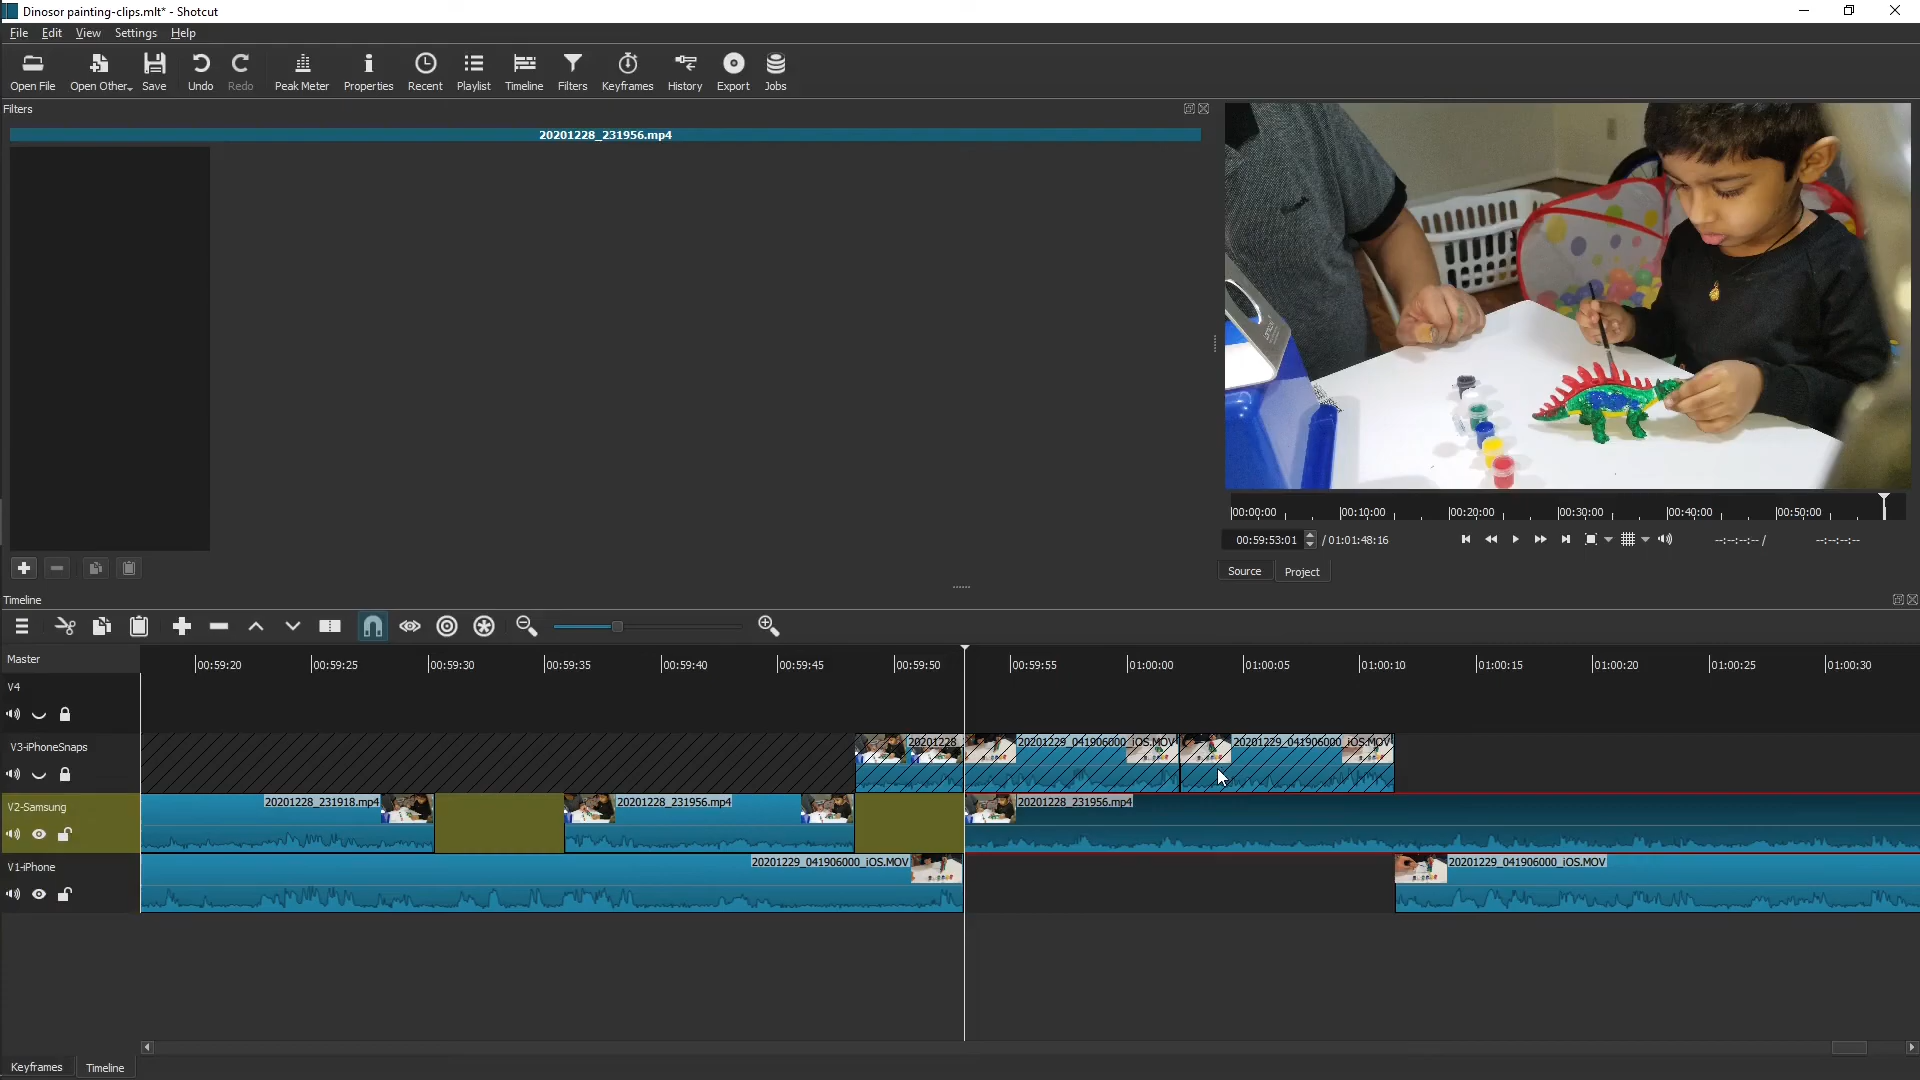 Dinosor painting-clips.mlt* - Shotcut
File Edit View Settings Help
Open File Open Other Save Undo Redo Peak Meter Properties Recent Playlist Timeline Filters Keyframes History Export Jobs
Filters
20201228_231956.mp4
00:00:00 00:10:00 00:20:00 00:30:00 00:40:00 00:50:00
00:59:53:01 / 01:01:48:16 --:--:--:-- / --:--:--:--
Source Project
Timeline
Master
00:59:20 00:59:25 00:59:30 00:59:35 00:59:40 00:59:45 00:59:50 00:59:55 01:00:00 01:00:05 01:00:10 01:00:15 01:00:20 01:00:25 01:00:30
V4
V3-iPhoneSnaps
20201228_ 20201229_041906000_iOS.MOV 20201229_041906000_iOS.MOV
V2-Samsung
20201228_231918.mp4 20201228_231956.mp4 20201228_231956.mp4
V1-iPhone
20201229_041906000_iOS.MOV 20201229_041906000_iOS.MOV
Keyframes Timeline